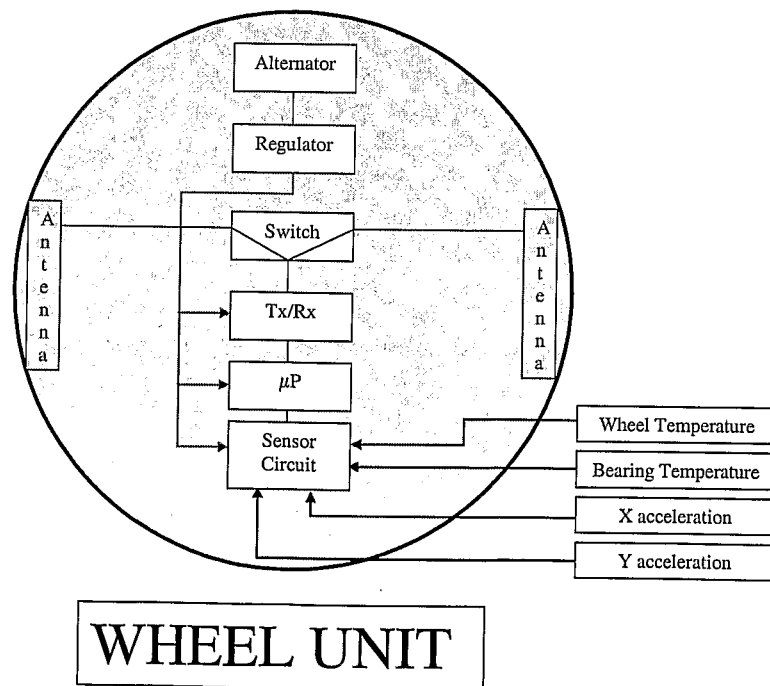 Alternator
Regulator
Switch
Antenna
Antenna
Tx/Rx
µP
Sensor
Circuit
Wheel Temperature
Bearing Temperature
X acceleration
Y acceleration
WHEEL UNIT